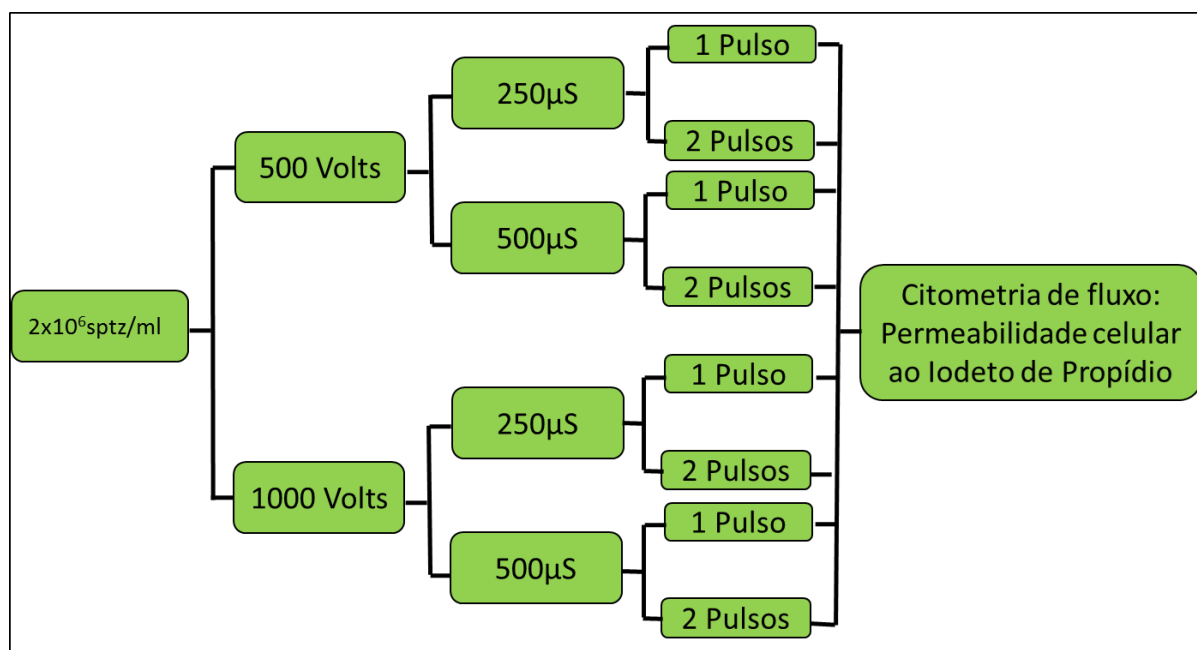 2x10⁶sptz/ml
500 Volts
250µS
1 Pulso
2 Pulsos
500µS
1 Pulso
2 Pulsos
1000 Volts
250µS
1 Pulso
2 Pulsos
500µS
1 Pulso
2 Pulsos
Citometria de fluxo:
Permeabilidade celular
ao Iodeto de Propídio